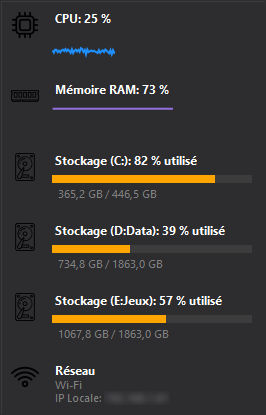 CPU: 25 %
Mémoire RAM: 73 %
Stockage (C:): 82 % utilisé
365,2 GB / 446,5 GB
Stockage (D:Data): 39 % utilisé
734,8 GB / 1863,0 GB
Stockage (E:Jeux): 57 % utilisé
1067,8 GB / 1863,0 GB
Réseau
Wi-Fi
IP Locale: